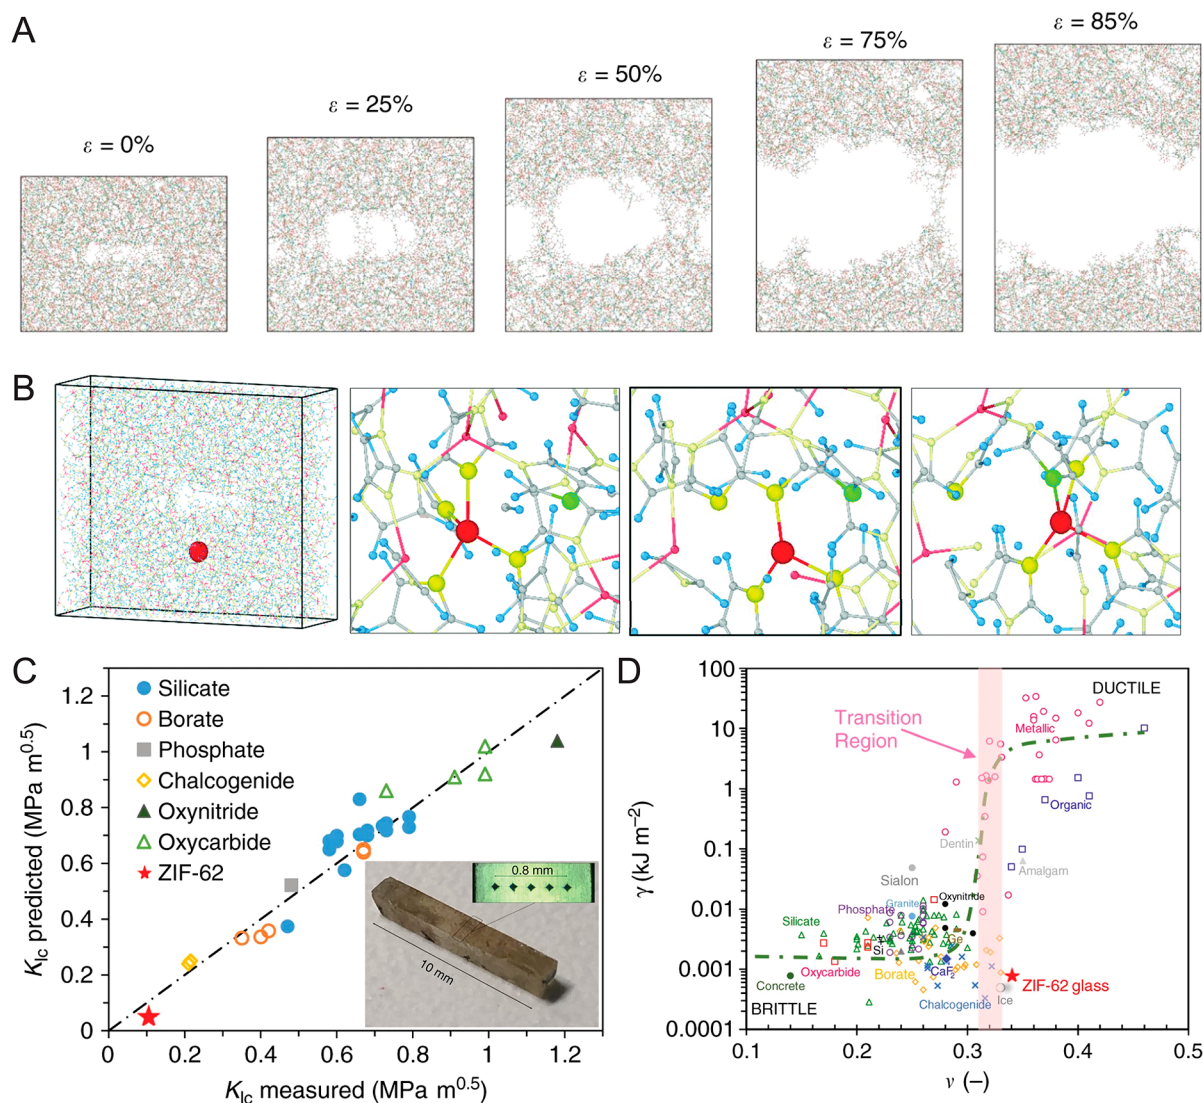 A
ε = 0%
ε = 25%
ε = 50%
ε = 75%
ε = 85%
B
C
K_Ic predicted (MPa m^0.5)
1.2
1
0.8
0.6
0.4
0.2
0
Silicate
Borate
Phosphate
Chalcogenide
Oxynitride
Oxycarbide
ZIF-62
0.8 mm
10 mm
0 0.2 0.4 0.6 0.8 1 1.2
K_Ic measured (MPa m^0.5)
D
γ (kJ m^−2)
100
10
1
0.1
0.01
0.001
0.0001
DUCTILE
Transition
Region
Metallic
Organic
Dentin
Amalgam
Sialon
Oxynitride
Granite
Phosphate
Silicate
Si
Ge
Oxycarbide
Borate
CaF2
Concrete
Chalcogenide
ZIF-62 glass
Ice
BRITTLE
0.1 0.2 0.3 0.4 0.5
ν (–)